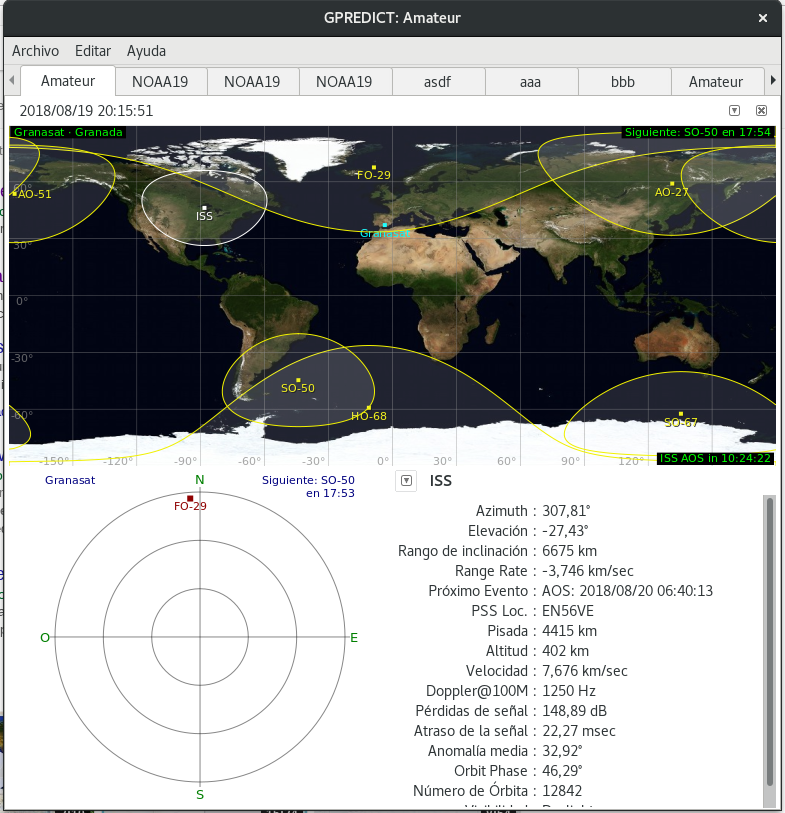 GPREDICT: Amateur
Archivo Editar Ayuda
Amateur NOAA19 NOAA19 NOAA19 asdf aaa bbb Amateur
2018/08/19 20:15:51
Granasat · Granada Siguiente: SO-50 en 17:54
FO-29
60°
AO-51 AO-27
ISS
Granasat
30°
0°
-30°
SO-50
-60° HO-68 SO-67
-150° -120° -90° -60° -30° 0° 30° 60° 90° 120° ISS AOS in 10:24:22
Granasat N Siguiente: SO-50
en 17:53
FO-29
O E
S
ISS
Azimuth : 307,81°
Elevación : -27,43°
Rango de inclinación : 6675 km
Range Rate : -3,746 km/sec
Próximo Evento : AOS: 2018/08/20 06:40:13
PSS Loc. : EN56VE
Pisada : 4415 km
Altitud : 402 km
Velocidad : 7,676 km/sec
Doppler@100M : 1250 Hz
Pérdidas de señal : 148,89 dB
Atraso de la señal : 22,27 msec
Anomalía media : 32,92°
Orbit Phase : 46,29°
Número de Órbita : 12842